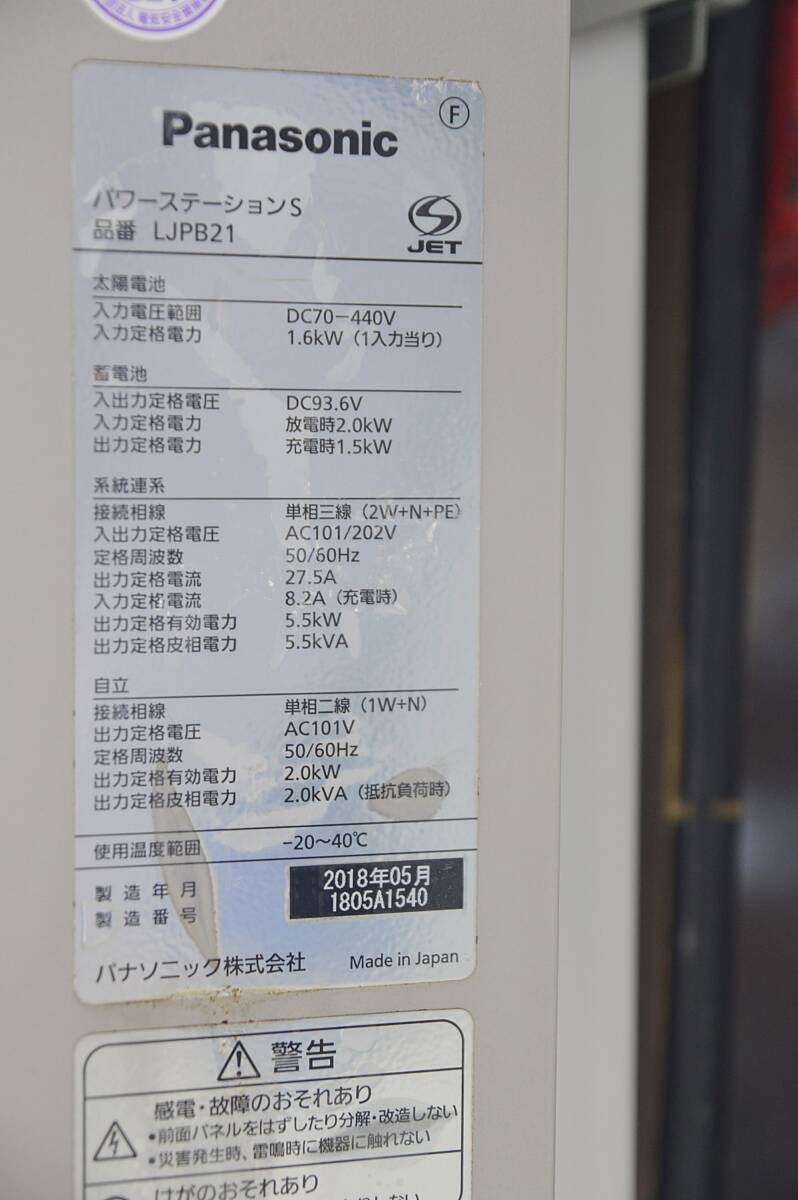 Panasonic
F
パワーステーションS
品番 LJPB21
JET
太陽電池
入力電圧範囲 DC70-440V
入力定格電力 1.6kW（1入力当り）
蓄電池
入出力定格電圧 DC93.6V
入力定格電力 放電時2.0kW
出力定格電力 充電時1.5kW
系統連系
接続相線 単相三線（2W+N+PE）
入出力定格電圧 AC101/202V
定格周波数 50/60Hz
出力定格電流 27.5A
入力定格電流 8.2A（充電時）
出力定格有効電力 5.5kW
出力定格皮相電力 5.5kVA
自立
接続相線 単相二線（1W+N）
出力定格電圧 AC101V
定格周波数 50/60Hz
出力定格有効電力 2.0kW
出力定格皮相電力 2.0kVA（抵抗負荷時）
使用温度範囲 -20～40℃
製造年月 2018年05月
製造番号 1805A1540
パナソニック株式会社 Made in Japan
警告
感電・故障のおそれあり
•前面パネルをはずしたり分解・改造しない
•災害発生時、雷鳴時に機器に触れない
けがのおそれあり